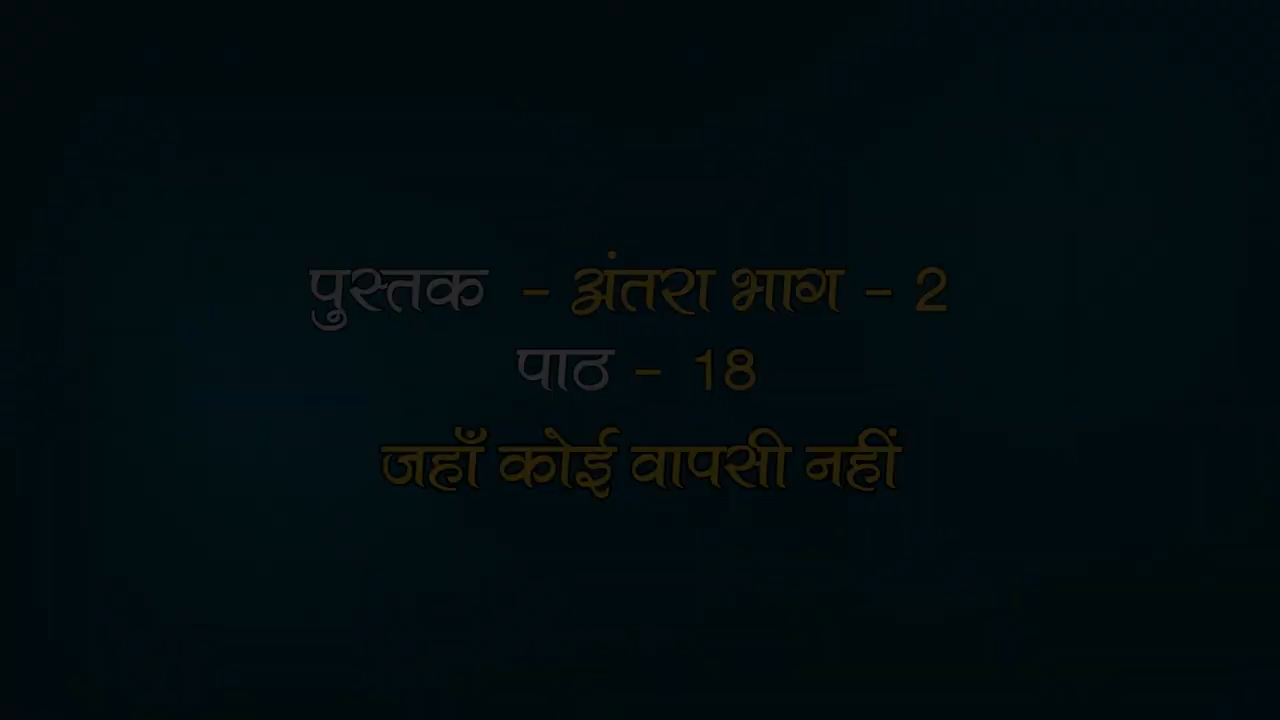 पुस्तक - अंतरा भाग - 2
पाठ - 18
जहाँ कोई वापसी नहीं